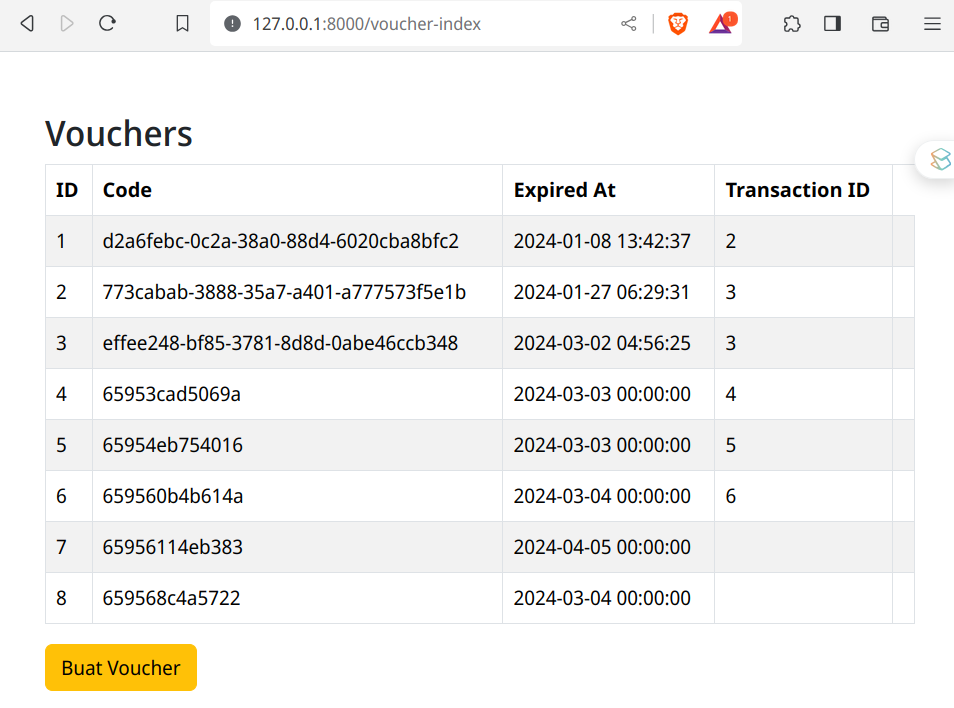 127.0.0.1:8000/voucher-index
1
Vouchers
ID Code Expired At Transaction ID
1 d2a6febc-0c2a-38a0-88d4-6020cba8bfc2 2024-01-08 13:42:37 2
2 773cabab-3888-35a7-a401-a777573f5e1b 2024-01-27 06:29:31 3
3 effee248-bf85-3781-8d8d-0abe46ccb348 2024-03-02 04:56:25 3
4 65953cad5069a 2024-03-03 00:00:00 4
5 65954eb754016 2024-03-03 00:00:00 5
6 659560b4b614a 2024-03-04 00:00:00 6
7 65956114eb383 2024-04-05 00:00:00
8 659568c4a5722 2024-03-04 00:00:00
Buat Voucher